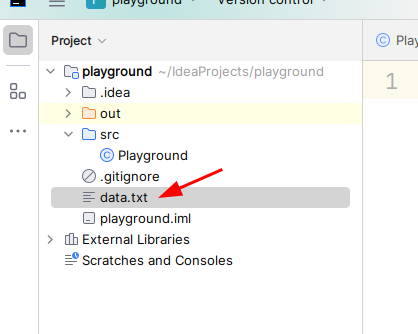 playground
Version control
Project
Play
1
playground ~/IdeaProjects/playground
.idea
out
src
Playground
.gitignore
data.txt
playground.iml
External Libraries
Scratches and Consoles